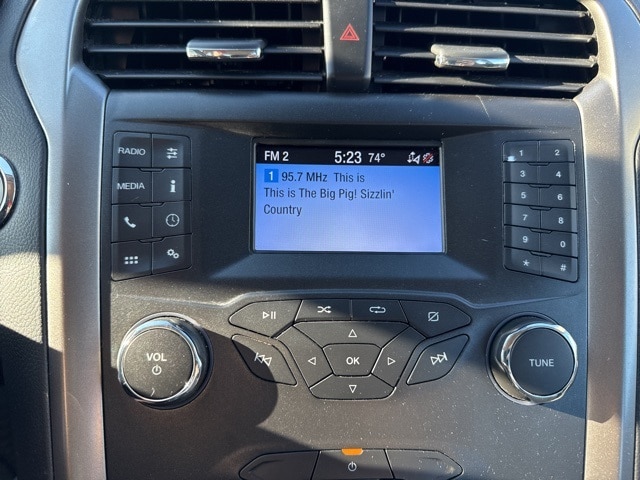 FM 2 5:23 74°
1 95.7 MHz This is
This is The Big Pig! Sizzlin'
Country
RADIO
MEDIA
i
1 2
3 4
5 6
7 8
9 0
* #
VOL
OK
TUNE